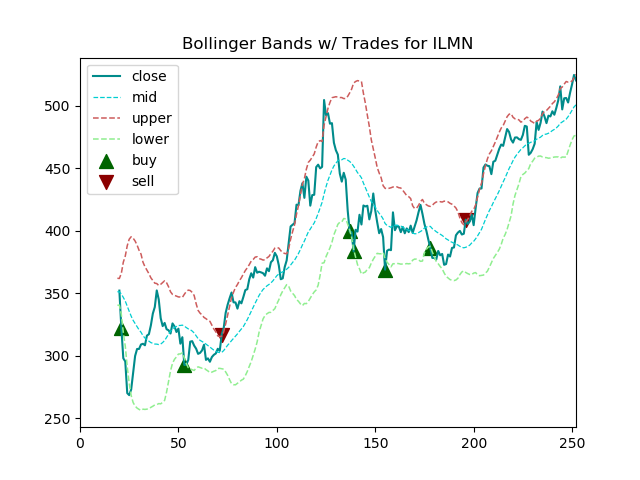 Bollinger Bands w/ Trades for ILMN
close
mid
upper
lower
buy
sell
500
450
400
350
300
250
0 50 100 150 200 250